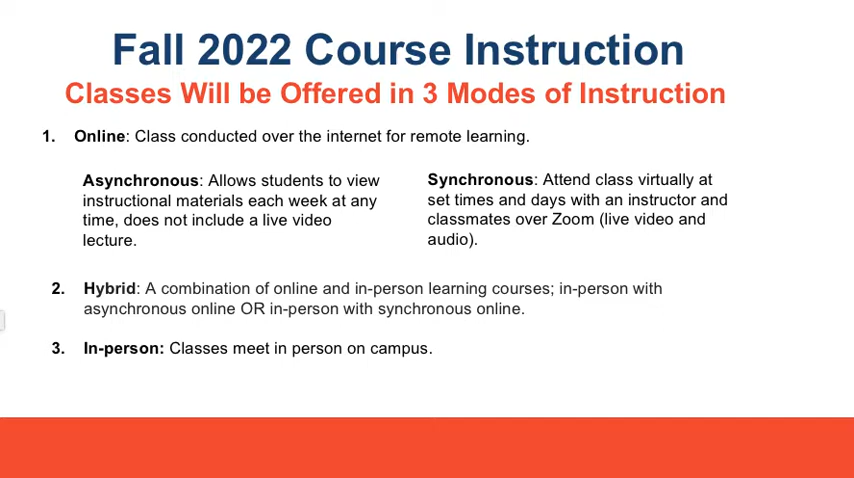 Fall 2022 Course Instruction
Classes Will be Offered in 3 Modes of Instruction
1. Online: Class conducted over the internet for remote learning.
Asynchronous: Allows students to view
instructional materials each week at any
time, does not include a live video
lecture.
Synchronous: Attend class virtually at
set times and days with an instructor and
classmates over Zoom (live video and
audio).
2. Hybrid: A combination of online and in-person learning courses; in-person with
asynchronous online OR in-person with synchronous online.
3. In-person: Classes meet in person on campus.